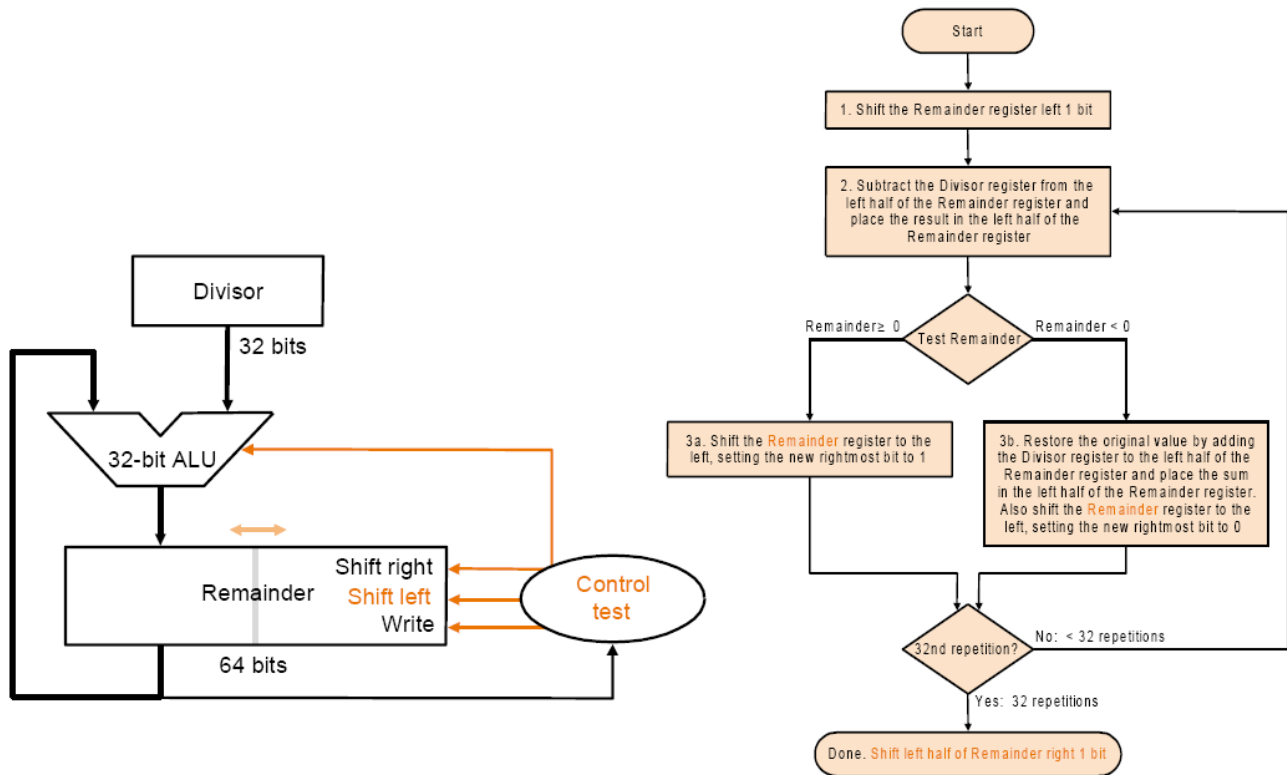 Divisor
32 bits
32-bit ALU
Remainder
Shift right
Shift left
Write
64 bits
Control
test
Start
1. Shift the Remainder register left 1 bit
2. Subtract the Divisor register from the
left half of the Remainder register and
place the result in the left half of the
Remainder register
Remainder ≥ 0
Test Remainder
Remainder < 0
3a. Shift the Remainder register to the
left, setting the new rightmost bit to 1
3b. Restore the original value by adding
the Divisor register to the left half of the
Remainder register and place the sum
in the left half of the Remainder register.
Also shift the Remainder register to the
left, setting the new rightmost bit to 0
32nd repetition?
No: < 32 repetitions
Yes: 32 repetitions
Done. Shift left half of Remainder right 1 bit